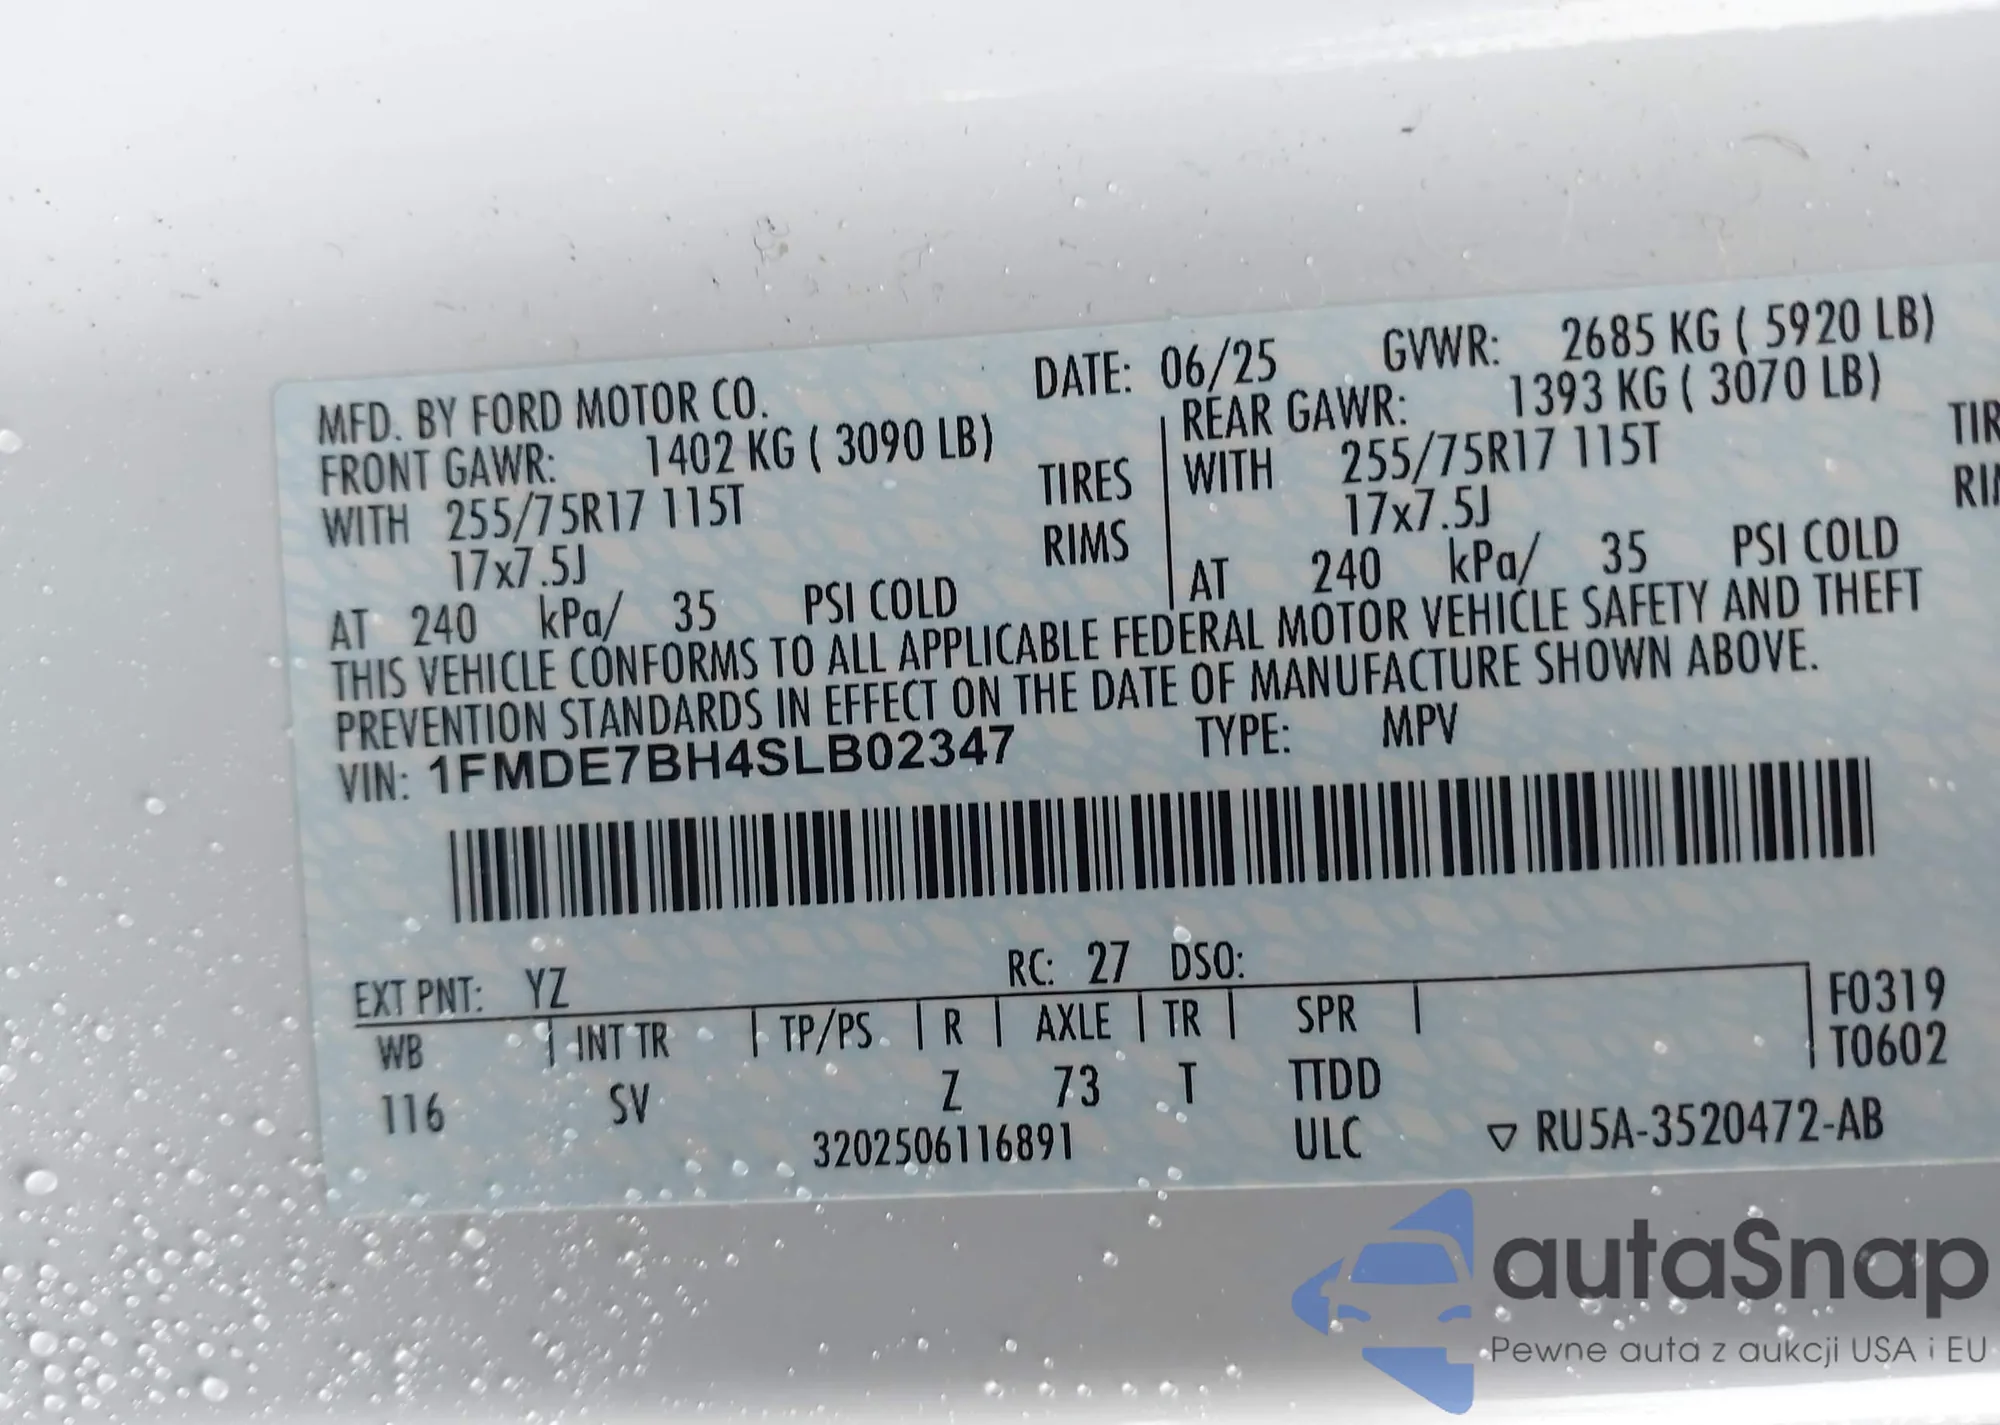 MFD. BY FORD MOTOR CO. DATE: 06/25 GVWR: 2685 KG ( 5920 LB)
FRONT GAWR: 1402 KG ( 3090 LB) REAR GAWR: 1393 KG ( 3070 LB)
WITH 255/75R17 115T TIRES WITH 255/75R17 115T
17x7.5J RIMS 17x7.5J
AT 240 kPa/ 35 PSI COLD AT 240 kPa/ 35 PSI COLD
THIS VEHICLE CONFORMS TO ALL APPLICABLE FEDERAL MOTOR VEHICLE SAFETY AND THEFT
PREVENTION STANDARDS IN EFFECT ON THE DATE OF MANUFACTURE SHOWN ABOVE.
VIN: 1FMDE7BH4SLB02347 TYPE: MPV
EXT PNT: YZ RC: 27 DSO:
WB INT TR TP/PS R AXLE TR SPR F0319
T0602
116 SV Z 73 T TTDD
3202506116891 ULC ▽ RU5A-3520472-AB
autaSnap
Pewne auta z aukcji USA i EU